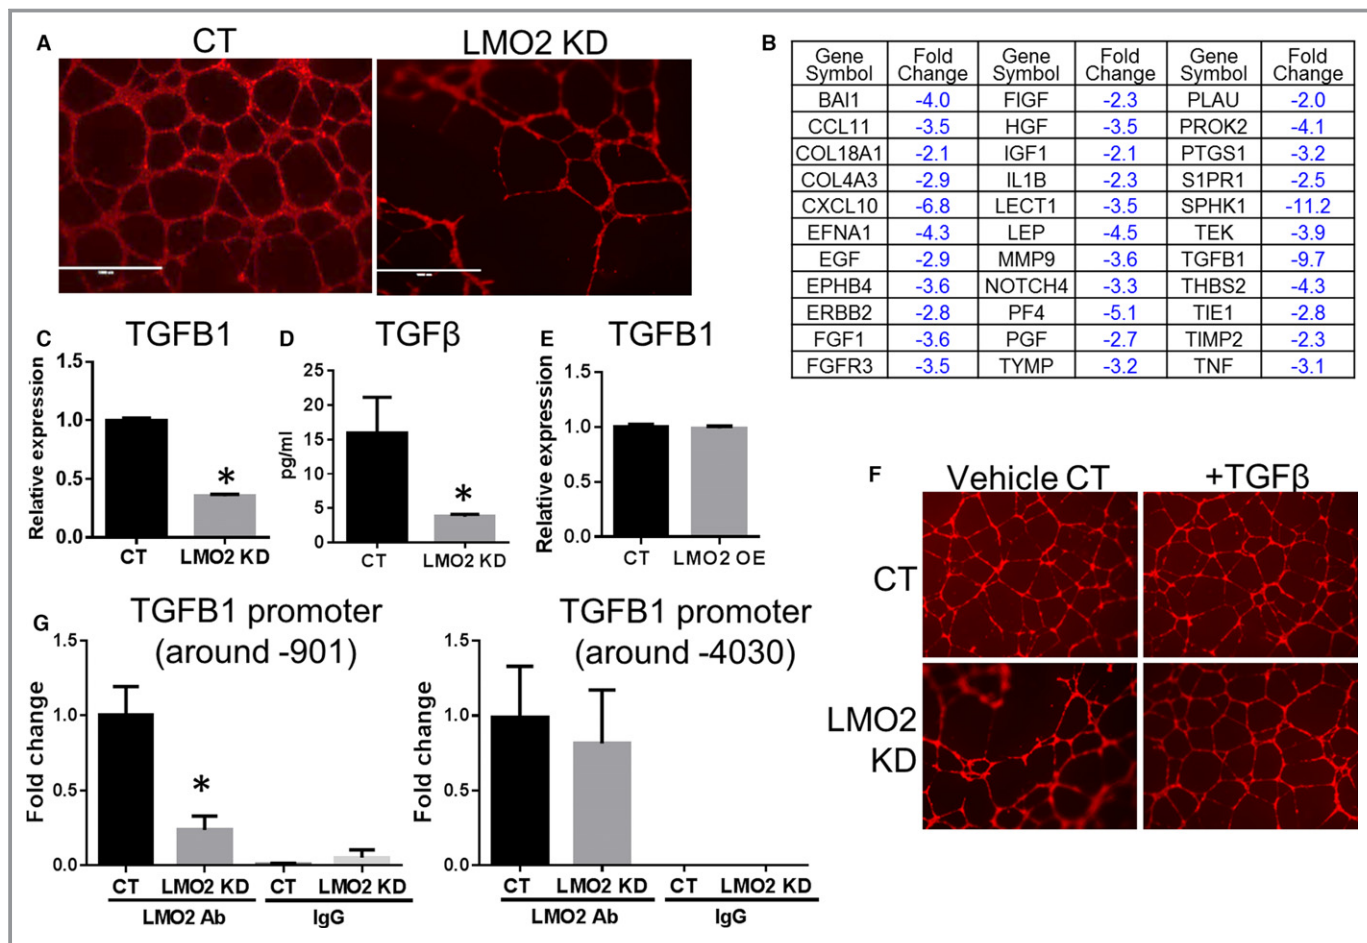 A
CT
LMO2 KD
B
Gene Symbol Fold Change Gene Symbol Fold Change Gene Symbol Fold Change
BAI1 -4.0 FIGF -2.3 PLAU -2.0
CCL11 -3.5 HGF -3.5 PROK2 -4.1
COL18A1 -2.1 IGF1 -2.1 PTGS1 -3.2
COL4A3 -2.9 IL1B -2.3 S1PR1 -2.5
CXCL10 -6.8 LECT1 -3.5 SPHK1 -11.2
EFNA1 -4.3 LEP -4.5 TEK -3.9
EGF -2.9 MMP9 -3.6 TGFB1 -9.7
EPHB4 -3.6 NOTCH4 -3.3 THBS2 -4.3
ERBB2 -2.8 PF4 -5.1 TIE1 -2.8
FGF1 -3.6 PGF -2.7 TIMP2 -2.3
FGFR3 -3.5 TYMP -3.2 TNF -3.1
C
TGFB1
Relative expression
1.5
1.0
0.5
0.0
*
CT LMO2 KD
D
TGFβ
pg/ml
25
20
15
10
5
0
*
CT LMO2 KD
E
TGFB1
Relative expression
1.5
1.0
0.5
0.0
CT LMO2 OE
F
Vehicle CT
+TGFβ
CT
LMO2
KD
G
TGFB1 promoter
(around -901)
Fold change
1.5
1.0
0.5
0.0
*
CT LMO2 KD CT LMO2 KD
LMO2 Ab IgG
TGFB1 promoter
(around -4030)
Fold change
1.5
1.0
0.5
0.0
CT LMO2 KD CT LMO2 KD
LMO2 Ab IgG